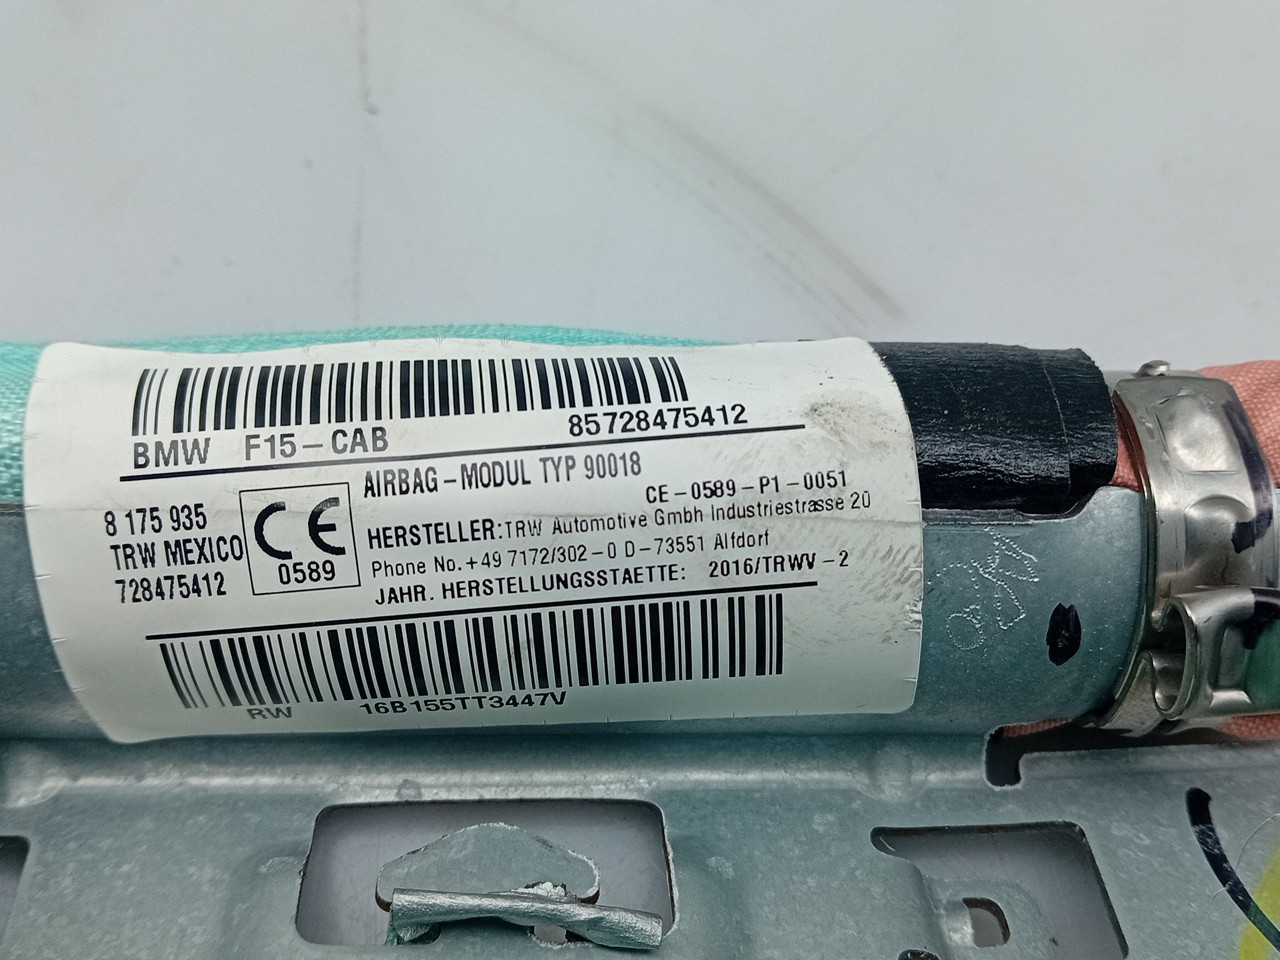 85728475412
BMW F15-CAB
AIRBAG-MODUL TYP 90018
CE-0589-P1-0051
8 175 935
TRW MEXICO
728475412
CE
0589
HERSTELLER: TRW Automotive Gmbh Industriestrasse 20
Phone No. +49 7172/302-0 D-73551 Alfdorf
JAHR. HERSTELLUNGSSTAETTE: 2016/TRWV-2
RW 16B155TT3447V